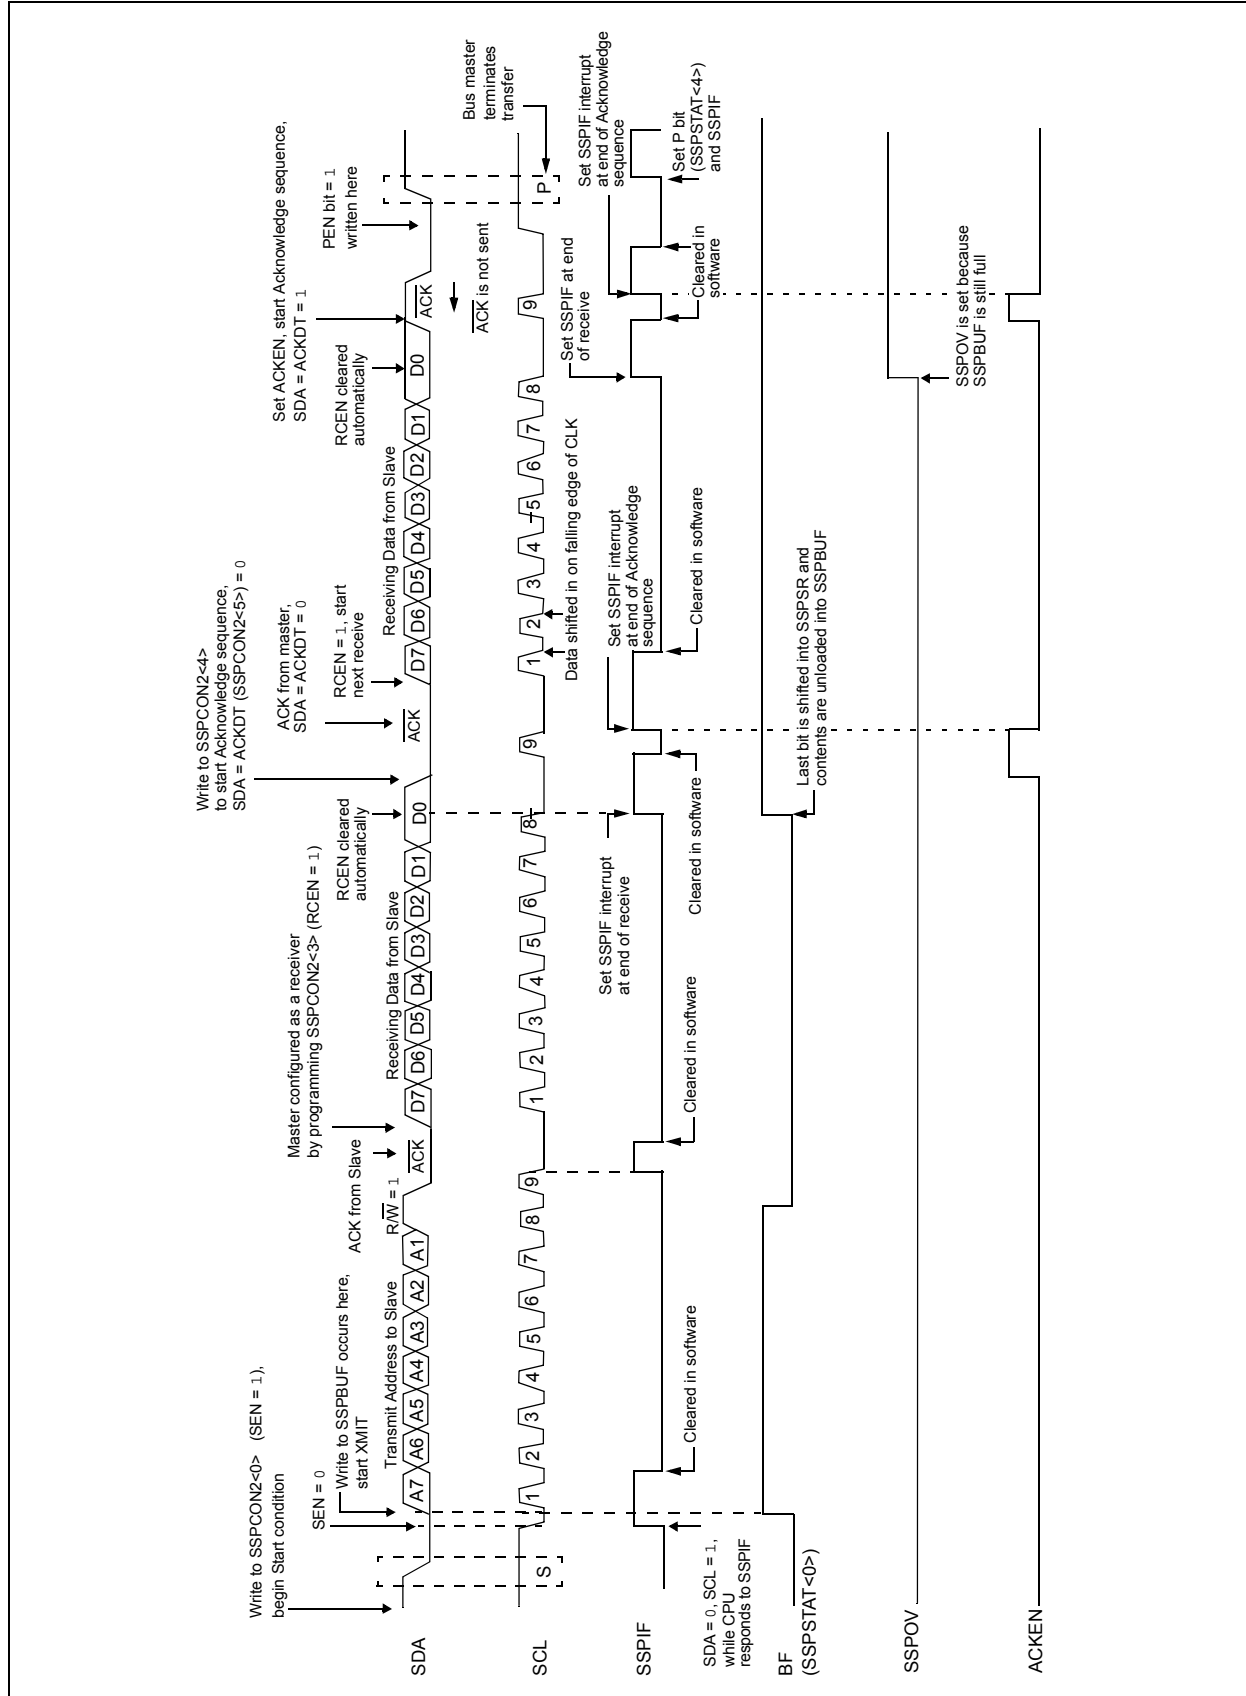 Write to SSPCON2<0> (SEN = 1),
begin Start condition
SEN = 0
Write to SSPBUF occurs here,
start XMIT
ACK from Slave
Master configured as a receiver
by programming SSPCON2<3> (RCEN = 1)
RCEN cleared
automatically
Write to SSPCON2<4>
to start Acknowledge sequence,
SDA = ACKDT (SSPCON2<5>) = 0
ACK from master,
SDA = ACKDT = 0
RCEN = 1, start
next receive
RCEN cleared
automatically
Set ACKEN, start Acknowledge sequence,
SDA = ACKDT = 1
PEN bit = 1
written here
Transmit Address to Slave
R/W = 1
Receiving Data from Slave
Receiving Data from Slave
SDA
A7 A6 A5 A4 A3 A2 A1
ACK
D7 D6 D5 D4 D3 D2 D1 D0
ACK
D7 D6 D5 D4 D3 D2 D1 D0
ACK
ACK is not sent
Bus master
terminates
transfer
SCL
S
1 2 3 4 5 6 7 8 9
1 2 3 4 5 6 7 8
9
1 2 3 4 5 6 7 8
9
P
Data shifted in on falling edge of CLK
Set SSPIF interrupt
at end of receive
Set SSPIF interrupt
at end of Acknowledge
sequence
Set SSPIF at end
of receive
Set SSPIF interrupt
at end of Acknowledge
sequence
SSPIF
SDA = 0, SCL = 1,
while CPU
responds to SSPIF
Cleared in software
Cleared in software
Cleared in software
Cleared in software
Cleared in
software
Set P bit
(SSPSTAT<4>)
and SSPIF
BF
(SSPSTAT<0>)
Last bit is shifted into SSPSR and
contents are unloaded into SSPBUF
SSPOV
SSPOV is set because
SSPBUF is still full
ACKEN